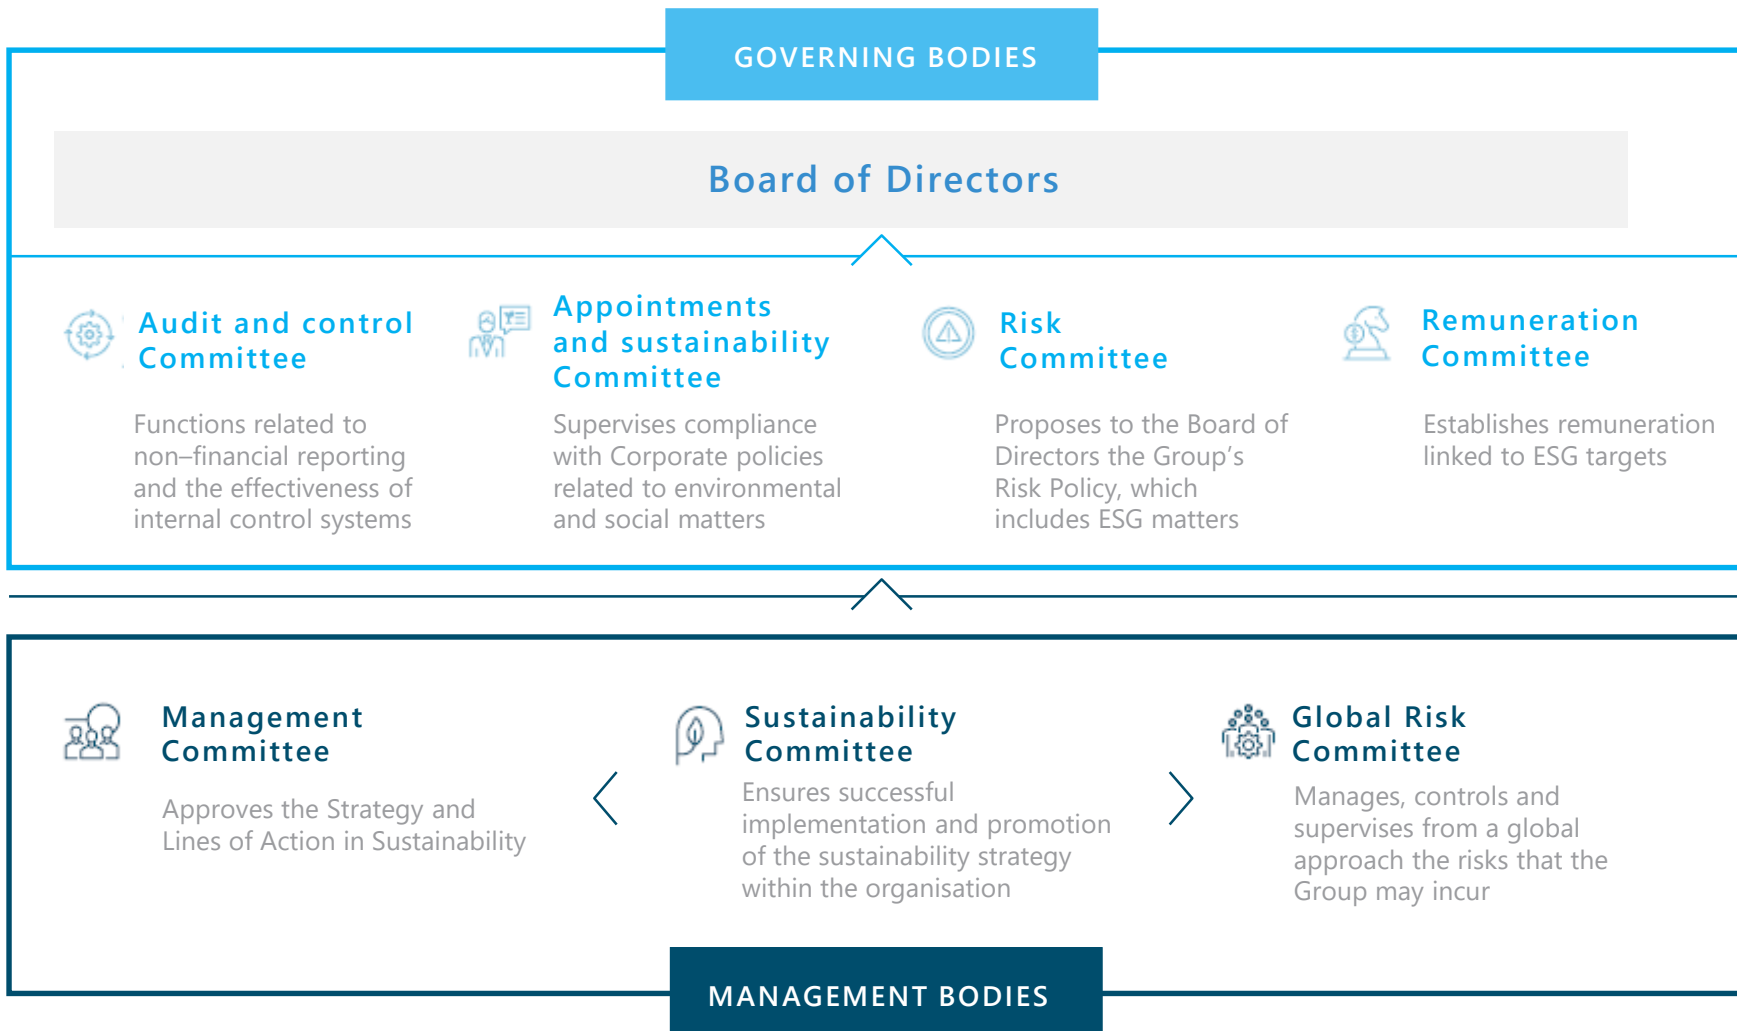 GOVERNING BODIES
Board of Directors
Audit and control
Committee
Functions related to
non–financial reporting
and the effectiveness of
internal control systems
Appointments
and sustainability
Committee
Supervises compliance
with Corporate policies
related to environmental
and social matters
Risk
Committee
Proposes to the Board of
Directors the Group’s
Risk Policy, which
includes ESG matters
Remuneration
Committee
Establishes remuneration
linked to ESG targets
Management
Committee
Approves the Strategy and
Lines of Action in Sustainability
Sustainability
Committee
Ensures successful
implementation and promotion
of the sustainability strategy
within the organisation
Global Risk
Committee
Manages, controls and
supervises from a global
approach the risks that the
Group may incur
MANAGEMENT BODIES